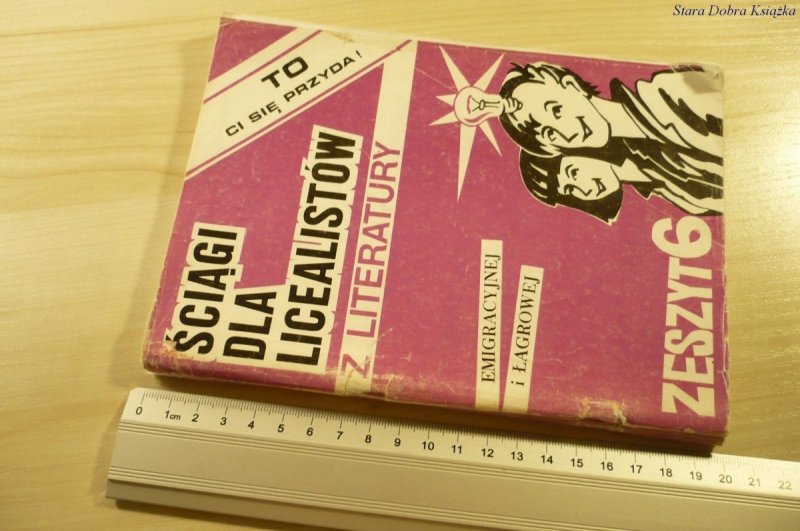 Stara Dobra Książka
TO
CI SIĘ PRZYDA!
ŚCIĄGI
DLA
LICEALISTÓW
Z LITERATURY
EMIGRACYJNEJ
i ŁAGROWEJ
ZESZYT 6
0 1cm 2 3 4 5 6 7 8 9 10 11 12 13 14 15 16 17 18 19 20 21 22